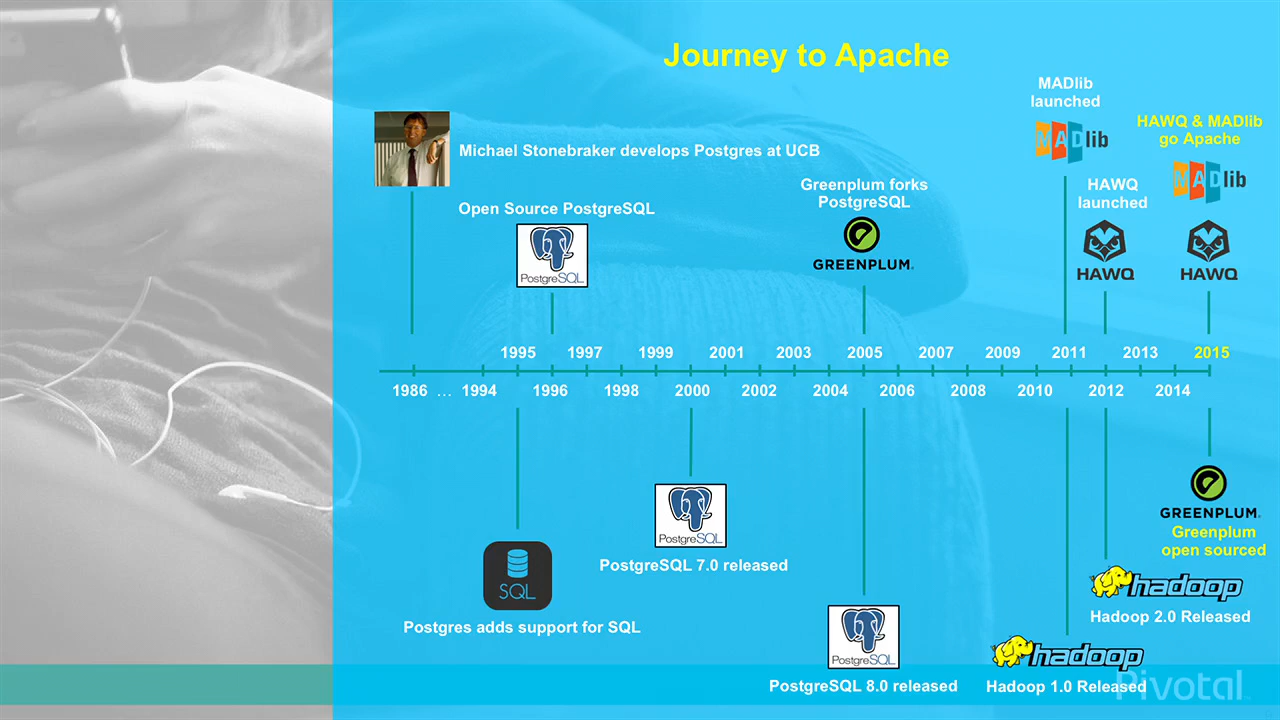 Journey to Apache
MADlib
launched
MADlib
HAWQ & MADlib
go Apache
MADlib
Michael Stonebraker develops Postgres at UCB
Greenplum forks
PostgreSQL
GREENPLUM.
HAWQ
launched
HAWQ
HAWQ
Open Source PostgreSQL
PostgreSQL
1995 1997 1999 2001 2003 2005 2007 2009 2011 2013 2015
1986 ... 1994 1996 1998 2000 2002 2004 2006 2008 2010 2012 2014
GREENPLUM.
Greenplum
open sourced
PostgreSQL
PostgreSQL 7.0 released
SQL
Postgres adds support for SQL
hadoop
Hadoop 2.0 Released
PostgreSQL
PostgreSQL 8.0 released
hadoop
Hadoop 1.0 Released
Pivotal